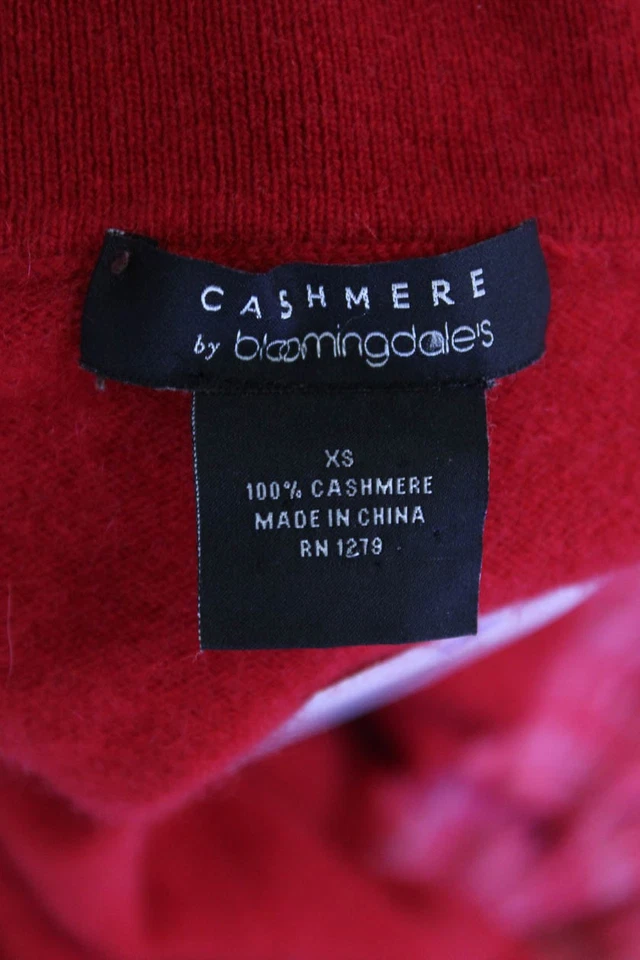 CASHMERE
by bloomingdale's
XS
100% CASHMERE
MADE IN CHINA
RN 1279